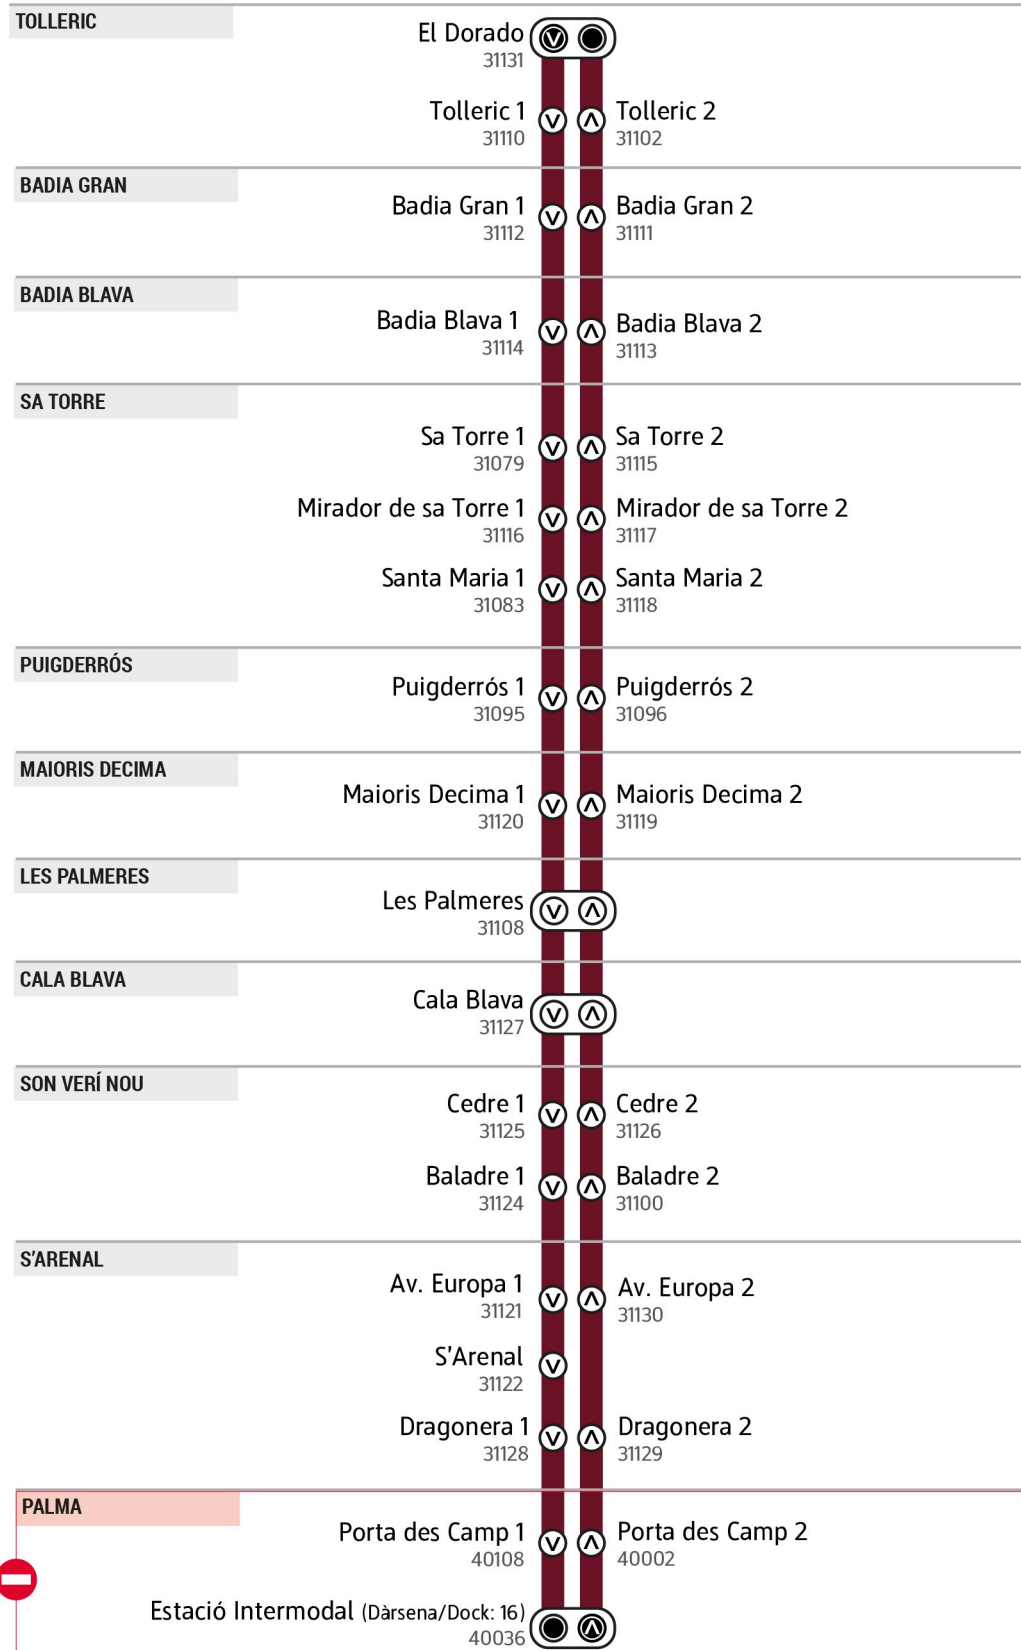 TOLLERIC
El Dorado
31131
Tolleric 1
31110
Tolleric 2
31102
BADIA GRAN
Badia Gran 1
31112
Badia Gran 2
31111
BADIA BLAVA
Badia Blava 1
31114
Badia Blava 2
31113
SA TORRE
Sa Torre 1
31079
Sa Torre 2
31115
Mirador de sa Torre 1
31116
Mirador de sa Torre 2
31117
Santa Maria 1
31083
Santa Maria 2
31118
PUIGDERRÓS
Puigderrós 1
31095
Puigderrós 2
31096
MAIORIS DECIMA
Maioris Decima 1
31120
Maioris Decima 2
31119
LES PALMERES
Les Palmeres
31108
CALA BLAVA
Cala Blava
31127
SON VERÍ NOU
Cedre 1
31125
Cedre 2
31126
Baladre 1
31124
Baladre 2
31100
S'ARENAL
Av. Europa 1
31121
Av. Europa 2
31130
S'Arenal
31122
Dragonera 1
31128
Dragonera 2
31129
PALMA
Porta des Camp 1
40108
Porta des Camp 2
40002
Estació Intermodal (Dàrsena/Dock: 16)
40036